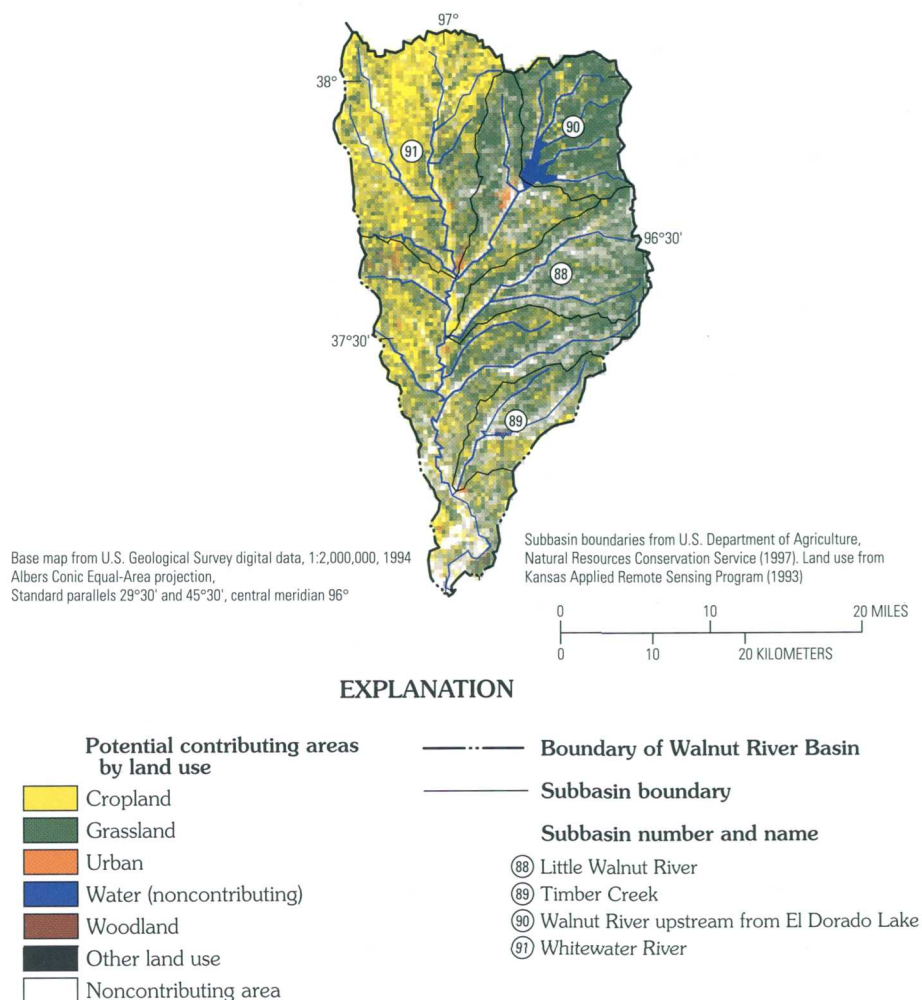 97°
38°
90
91
96°30'
88
37°30'
89
Base map from U.S. Geological Survey digital data, 1:2,000,000, 1994
Albers Conic Equal-Area projection,
Standard parallels 29°30' and 45°30', central meridian 96°
Subbasin boundaries from U.S. Department of Agriculture,
Natural Resources Conservation Service (1997). Land use from
Kansas Applied Remote Sensing Program (1993)
0 10 20 MILES
0 10 20 KILOMETERS
EXPLANATION
Potential contributing areas
by land use
Cropland
Grassland
Urban
Water (noncontributing)
Woodland
Other land use
Noncontributing area
Boundary of Walnut River Basin
Subbasin boundary
Subbasin number and name
88 Little Walnut River
89 Timber Creek
90 Walnut River upstream from El Dorado Lake
91 Whitewater River